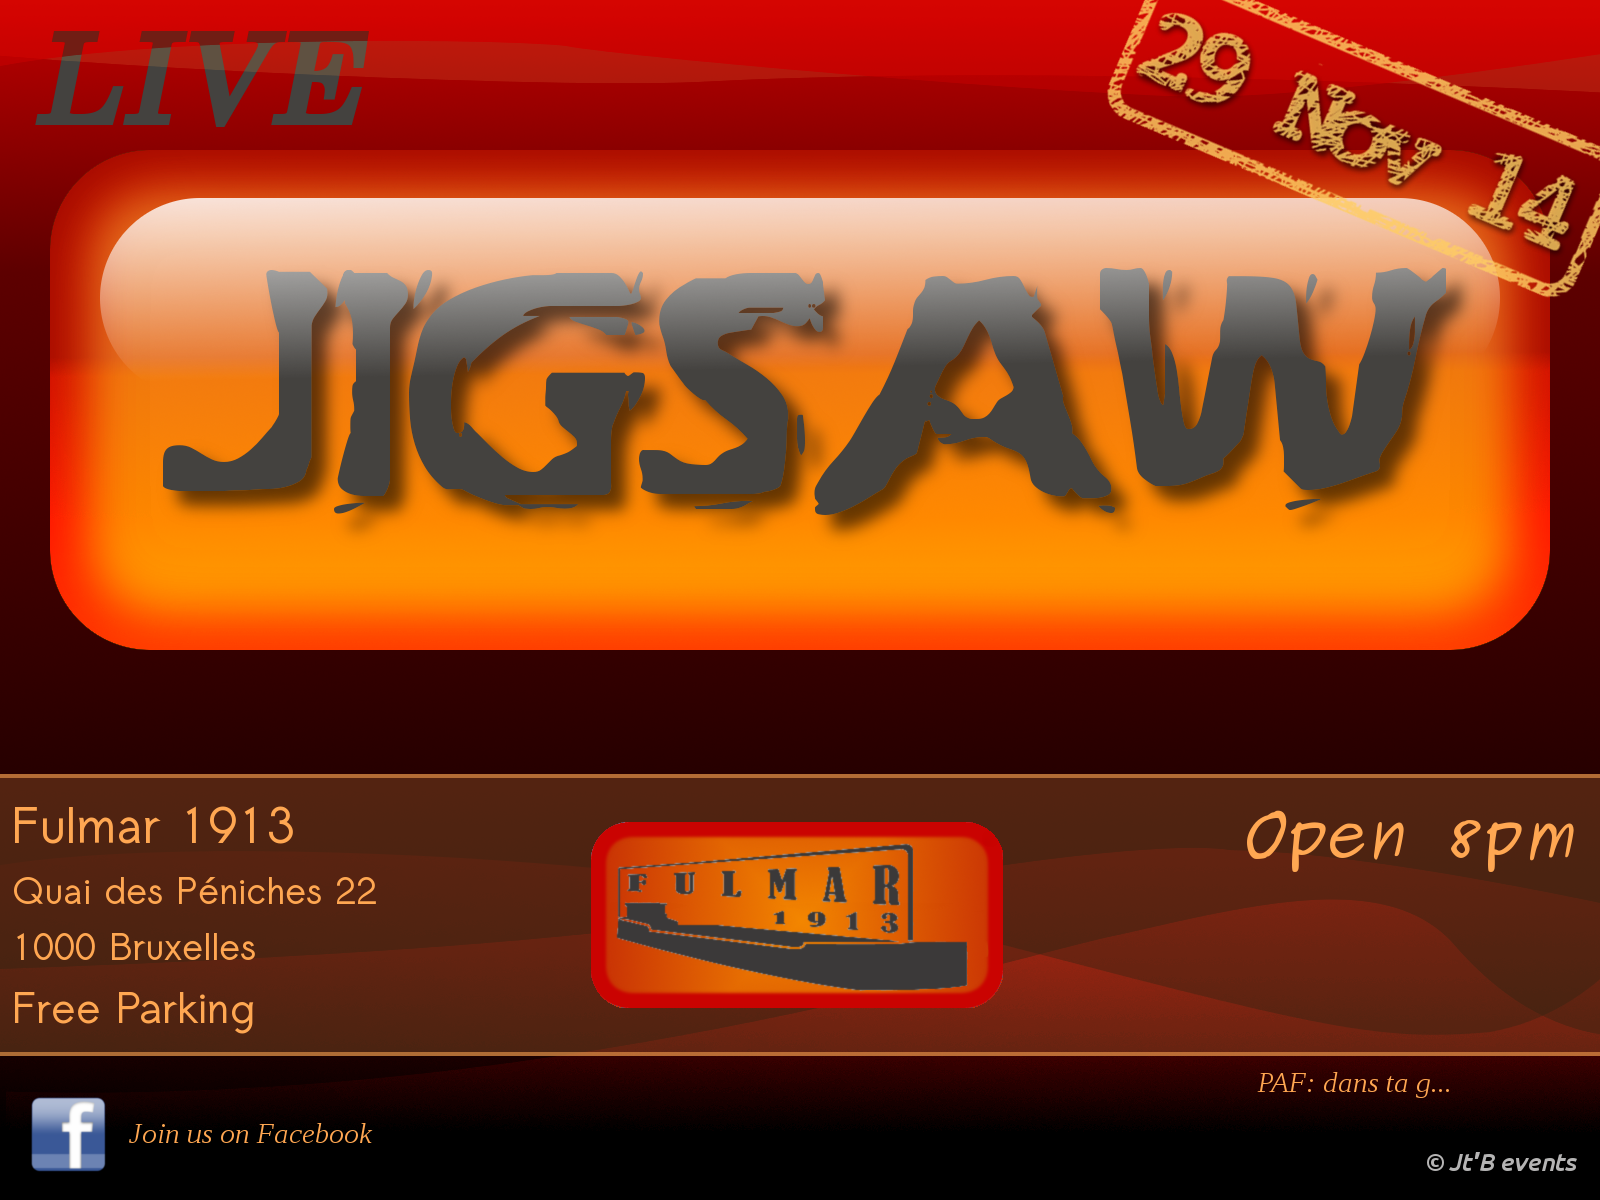 LIVE
29 Nov 14
JIGSAW
Fulmar 1913
Quai des Péniches 22
1000 Bruxelles
Free Parking
FULMAR
1913
Open 8pm
PAF: dans ta g...
f
Join us on Facebook
© Jt'B events